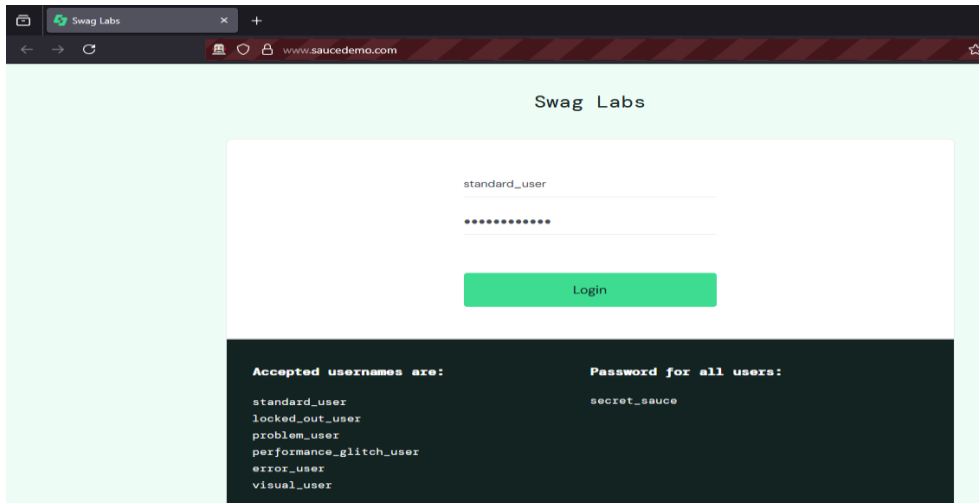 Swag Labs
www.saucedemo.com
Swag Labs
standard_user
••••••••••••
Login
Accepted usernames are:
standard_user
locked_out_user
problem_user
performance_glitch_user
error_user
visual_user
Password for all users:
secret_sauce